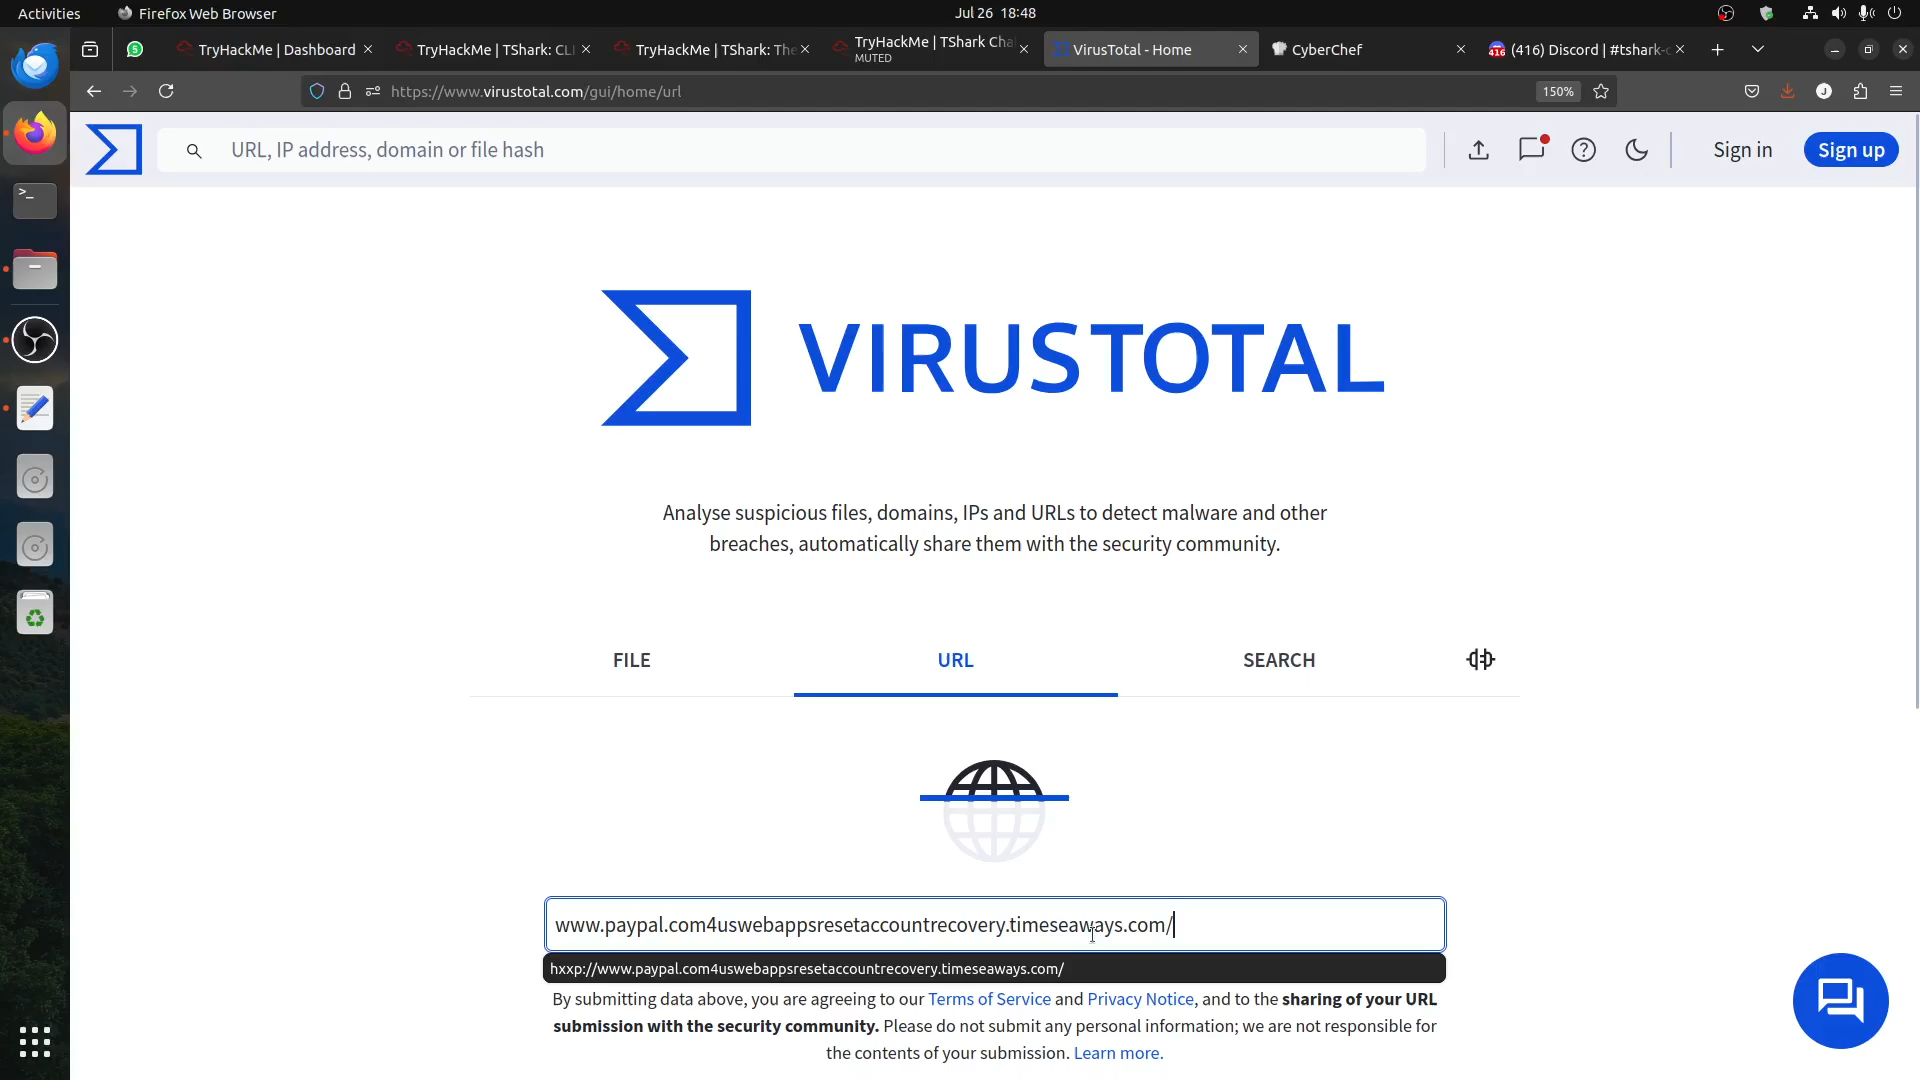 Activities
Firefox Web Browser
Jul 26 18:48
TryHackMe | Dashboard
TryHackMe | TShark: CLI
TryHackMe | TShark: The
TryHackMe | TShark Cha
MUTED
VirusTotal - Home
CyberChef
416
(416) Discord | #tshark-c
https://www.virustotal.com/gui/home/url
150%
J
URL, IP address, domain or file hash
Sign in
Sign up
VIRUSTOTAL
Analyse suspicious files, domains, IPs and URLs to detect malware and other
breaches, automatically share them with the security community.
FILE
URL
SEARCH
www.paypal.com4uswebappsresetaccountrecovery.timeseaways.com/
hxxp://www.paypal.com4uswebappsresetaccountrecovery.timeseaways.com/
By submitting data above, you are agreeing to our Terms of Service and Privacy Notice, and to the sharing of your URL
submission with the security community. Please do not submit any personal information; we are not responsible for
the contents of your submission. Learn more.